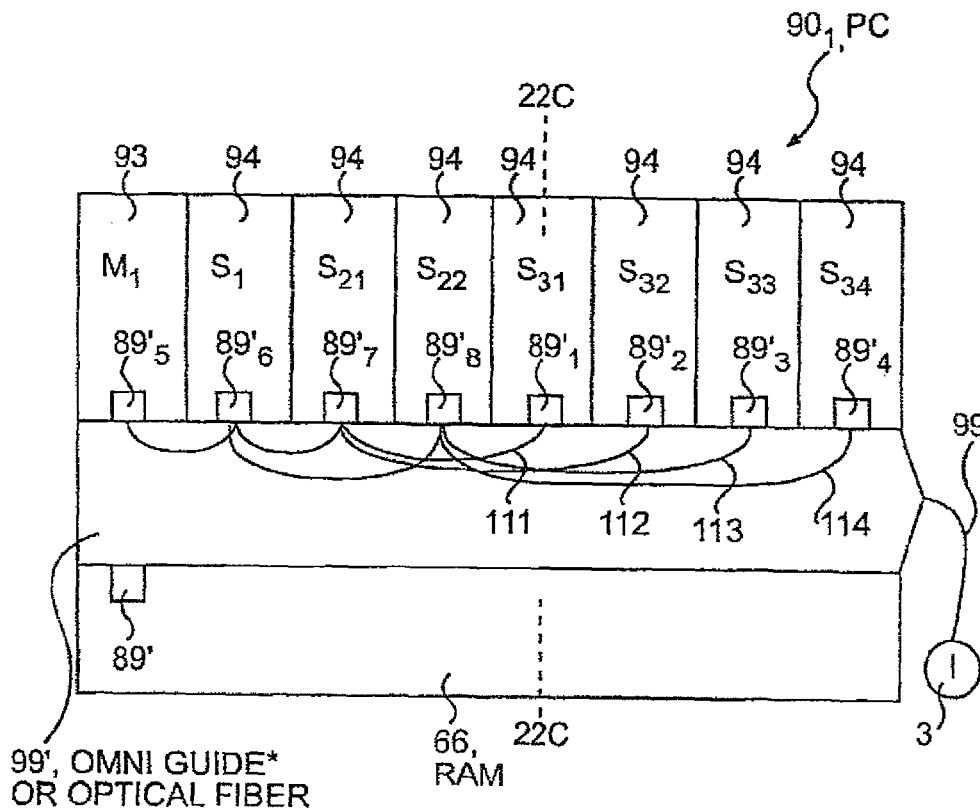 90₁, PC
22C
93 94 94 94 94 94 94 94
M₁ S₁ S₂₁ S₂₂ S₃₁ S₃₂ S₃₃ S₃₄
89'₅ 89'₆ 89'₇ 89'₈ 89'₁ 89'₂ 89'₃ 89'₄
99
111 112 113 114
89'
I
99', OMNI GUIDE*
OR OPTICAL FIBER
66,
RAM
22C
3